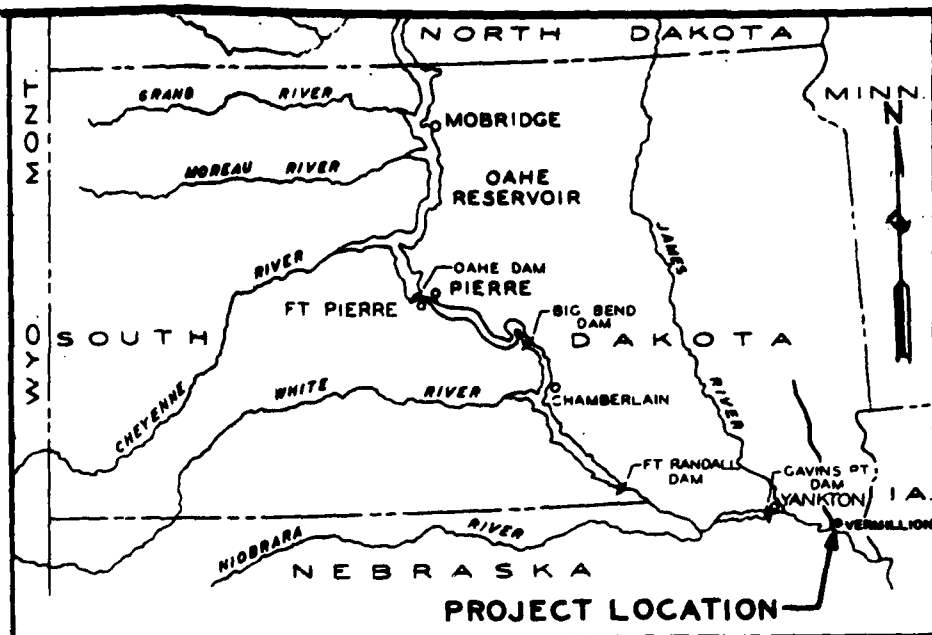 NORTH DAKOTA
MONT.
GRAND RIVER
MINN.
N
MOBRIDGE
MOREAU RIVER
OAHE
RESERVOIR
JAMES RIVER
CHEYENNE RIVER
OAHE DAM
PIERRE
FT PIERRE
BIG BEND
DAM
WYO.
SOUTH DAKOTA
WHITE RIVER
CHAMBERLAIN
FT RANDALL
DAM
GAVINS PT
DAM
YANKTON
IA.
VERMILLION
NIOBRARA RIVER
NEBRASKA
PROJECT LOCATION